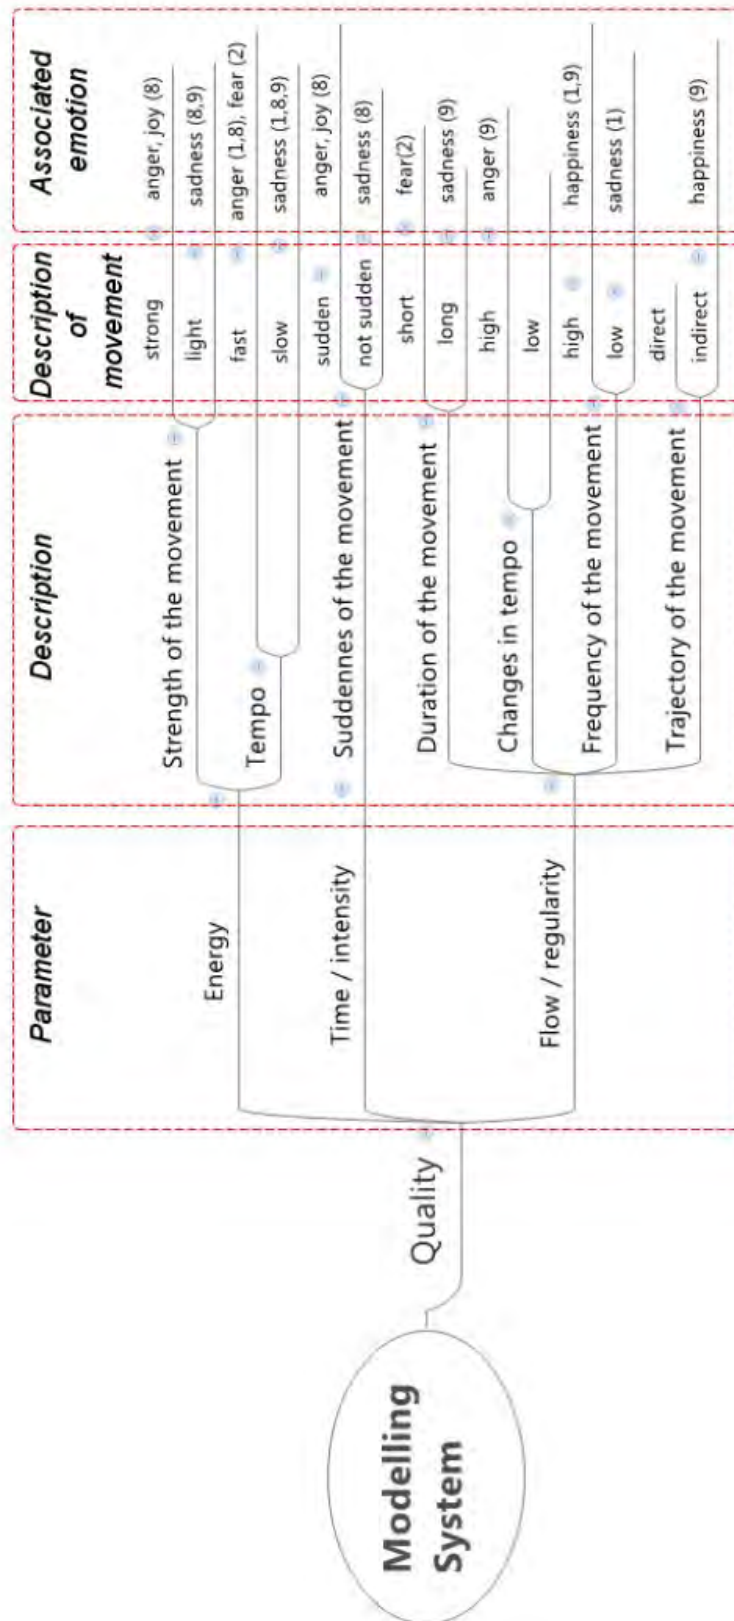 Modelling
System
Quality
Parameter
Energy
Time / intensity
Flow / regularity
Description
Strength of the movement
Tempo
Suddennes of the movement
Duration of the movement
Changes in tempo
Frequency of the movement
Trajectory of the movement
Description
of
movement
strong
light
fast
slow
sudden
not sudden
short
long
high
low
high
low
direct
indirect
Associated
emotion
anger, joy (8)
sadness (8,9)
anger (1,8), fear (2)
sadness (1,8,9)
anger, joy (8)
sadness (8)
fear(2)
sadness (9)
anger (9)
happiness (1,9)
sadness (1)
happiness (9)